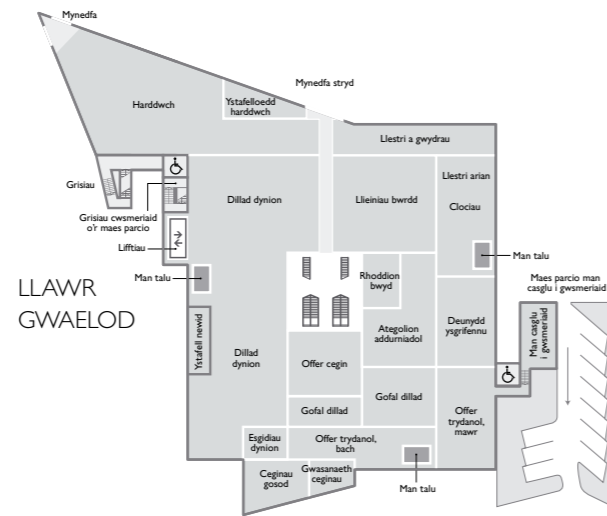 Mynedfa
Mynedfa stryd
Harddwch
Ystafelloedd
harddwch
Llestri a gwydrau
Grisiau
Grisiau cwsmeriaid
o'r maes parcio
Lifftiau
Dillad dynion
Llieiniau bwrdd
Llestri arian
Clociau
Man talu
Man talu
LLAWR
GWAELOD
Rhoddion
bwyd
Maes parcio man
casglu i gwsmeriaid
Ystafell newid
Dillad
dynion
Offer cegin
Ategolion
addurniadol
Deunydd
ysgrifennu
Man casglu
i gwsmeriaid
Gofal dillad
Gofal dillad
Offer
trydanol,
mawr
Esgidiau
dynion
Offer trydanol,
bach
Ceginau
gosod
Gwasanaeth
ceginau
Man talu